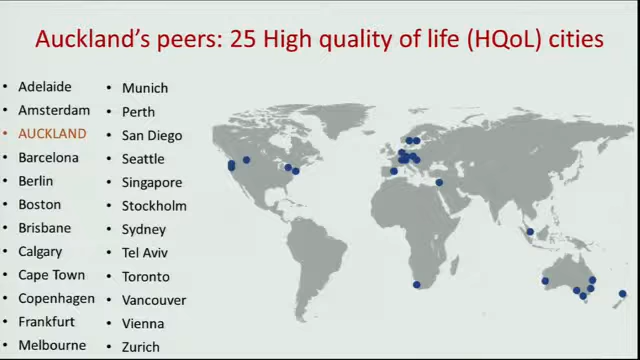 Auckland's peers: 25 High quality of life (HQoL) cities
• Adelaide
• Amsterdam
• AUCKLAND
• Barcelona
• Berlin
• Boston
• Brisbane
• Calgary
• Cape Town
• Copenhagen
• Frankfurt
• Melbourne
• Munich
• Perth
• San Diego
• Seattle
• Singapore
• Stockholm
• Sydney
• Tel Aviv
• Toronto
• Vancouver
• Vienna
• Zurich